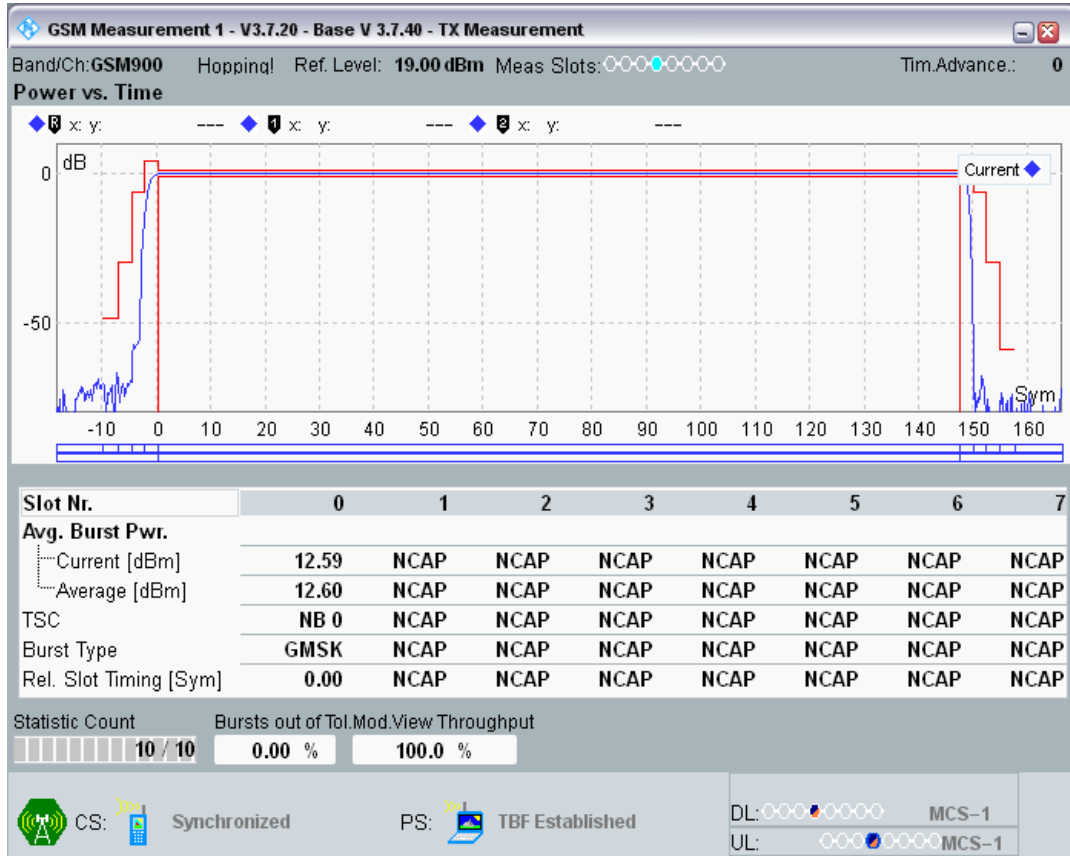 GSM Measurement 1 - V3.7.20 - Base V 3.7.40 - TX Measurement
Band/Ch:GSM900 Hopping! Ref. Level: 19.00 dBm Meas Slots: Tim.Advance.: 0
Power vs. Time
R x: y: --- 1 x: y: --- 2 x: y: ---
dB
Current
0
-50
Sym
-10 0 10 20 30 40 50 60 70 80 90 100 110 120 130 140 150 160
Slot Nr. 0 1 2 3 4 5 6 7
Avg. Burst Pwr.
Current [dBm] 12.59 NCAP NCAP NCAP NCAP NCAP NCAP NCAP
Average [dBm] 12.60 NCAP NCAP NCAP NCAP NCAP NCAP NCAP
TSC NB 0 NCAP NCAP NCAP NCAP NCAP NCAP NCAP
Burst Type GMSK NCAP NCAP NCAP NCAP NCAP NCAP NCAP
Rel. Slot Timing [Sym] 0.00 NCAP NCAP NCAP NCAP NCAP NCAP NCAP
Statistic Count Bursts out of Tol.Mod.View Throughput
10 / 10 0.00 % 100.0 %
CS: Synchronized PS: TBF Established DL: MCS-1
UL: MCS-1